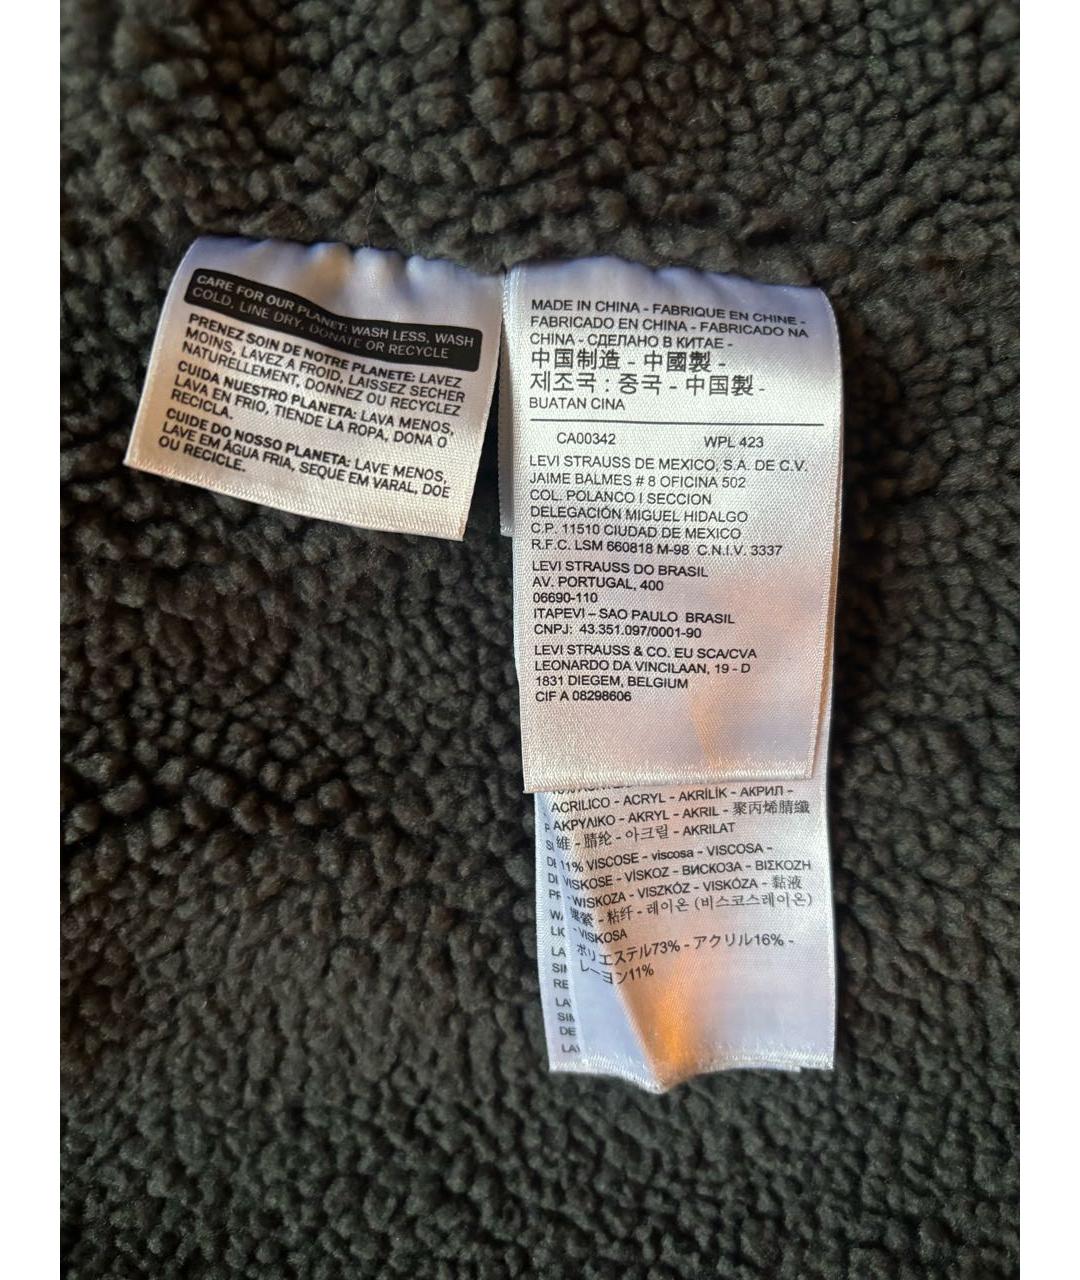 CARE FOR OUR PLANET: WASH LESS, WASH
COLD, LINE DRY, DONATE OR RECYCLE
PRENEZ SOIN DE NOTRE PLANETE: LAVEZ
MOINS, LAVEZ A FROID, LAISSEZ SECHER
NATURELLEMENT, DONNEZ OU RECYCLEZ
CUIDA NUESTRO PLANETA: LAVA MENOS,
LAVA EN FRIO, TIENDE LA ROPA, DONA O
RECICLA.
CUIDE DO NOSSO PLANETA: LAVE MENOS,
LAVE EM ÁGUA FRIA, SEQUE EM VARAL, DOE
OU RECICLE.
MADE IN CHINA - FABRIQUE EN CHINE -
FABRICADO EN CHINA - FABRICADO NA
CHINA - СДЕЛАНО В КИТАЕ -
中国制造 - 中國製 -
제조국 : 중국 - 中国製 -
BUATAN CINA
CA00342 WPL 423
LEVI STRAUSS DE MEXICO, S.A. DE C.V.
JAIME BALMES # 8 OFICINA 502
COL. POLANCO I SECCION
DELEGACIÓN MIGUEL HIDALGO
C.P. 11510 CIUDAD DE MEXICO
R.F.C. LSM 660818 M-98 C.N.I.V. 3337
LEVI STRAUSS DO BRASIL
AV. PORTUGAL, 400
06690-110
ITAPEVI – SAO PAULO BRASIL
CNPJ: 43.351.097/0001-90
LEVI STRAUSS & CO. EU SCA/CVA
LEONARDO DA VINCILAAN, 19 - D
1831 DIEGEM, BELGIUM
CIF A 08298606
ACRILICO - ACRYL - AKRİLİK - АКРИЛ -
ΑΚΡΥΛΙΚΟ - AKRYL - AKRIL - 聚丙烯腈纖
維 - 腈纶 - 아크릴 - AKRILAT
11% VISCOSE - viscosa - VISCOSA -
VISKOSE - VİSKOZ - ВИСКОЗА - ΒΙΣΚΟΖΗ
- WISKOZA - VISZKÓZ - VISKÓZA - 黏液
嫘縈 - 粘纤 - 레이온 (비스코스레이온)
- VISKOSA
ポリエステル73% - アクリル16% -
レーヨン11%